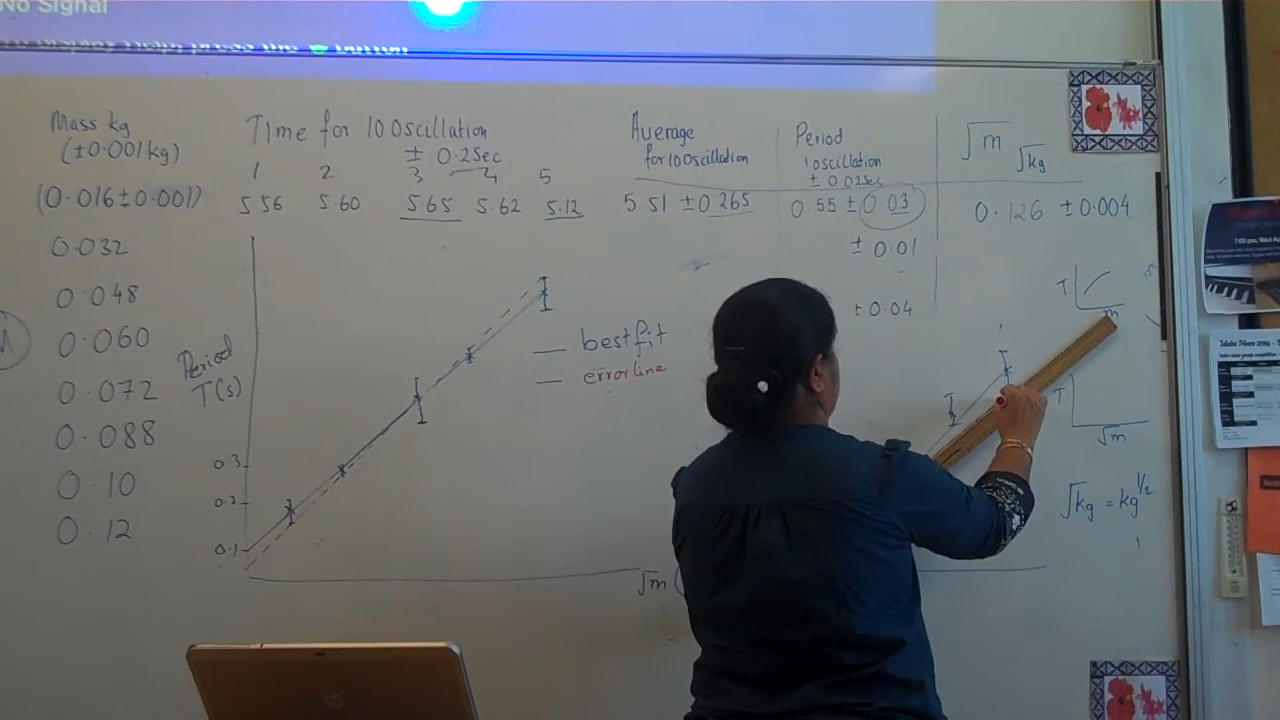 No Signal
Mass kg
(±0.001kg)
(0.016±0.001)
0.032
0.048
0.060
0.072
0.088
0.10
0.12
TIme for 10 Oscillation
± 0.2Sec
1 2 3 4 5
5.56 5.60 5.65 5.62 5.12
Average
for 10 Oscillation
5.51 ±0.265
Period
1 oscillation
± 0.02sec
0.55 ± 0.03
± 0.01
± 0.04
√m √kg
0.126 ±0.004
Period
T(s)
0.3
0.2
0.1
√m
best fit
error line
T
m
T
√m
√kg = kg^1/2